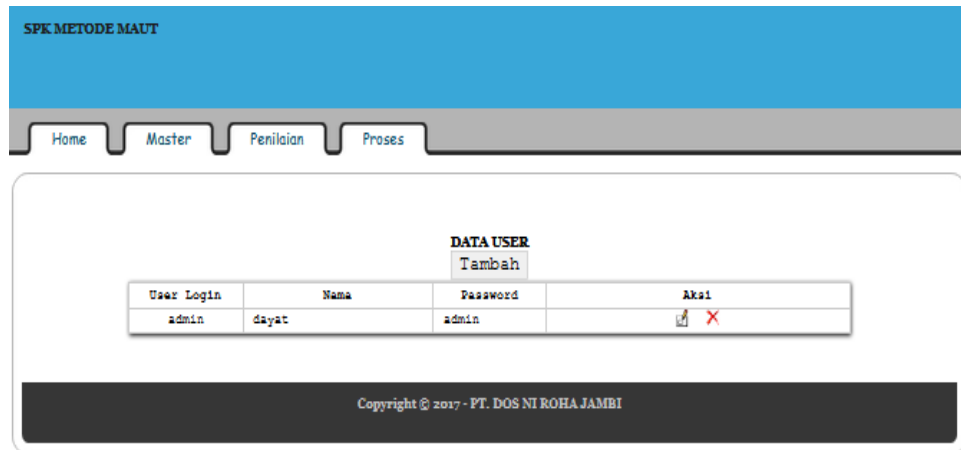 SPK METODE MAUT
Home Master Penilaian Proses
DATA USER
Tambah
User Login Nama Password Aksi
admin dayat admin
Copyright © 2017 - PT. DOS NI ROHA JAMBI